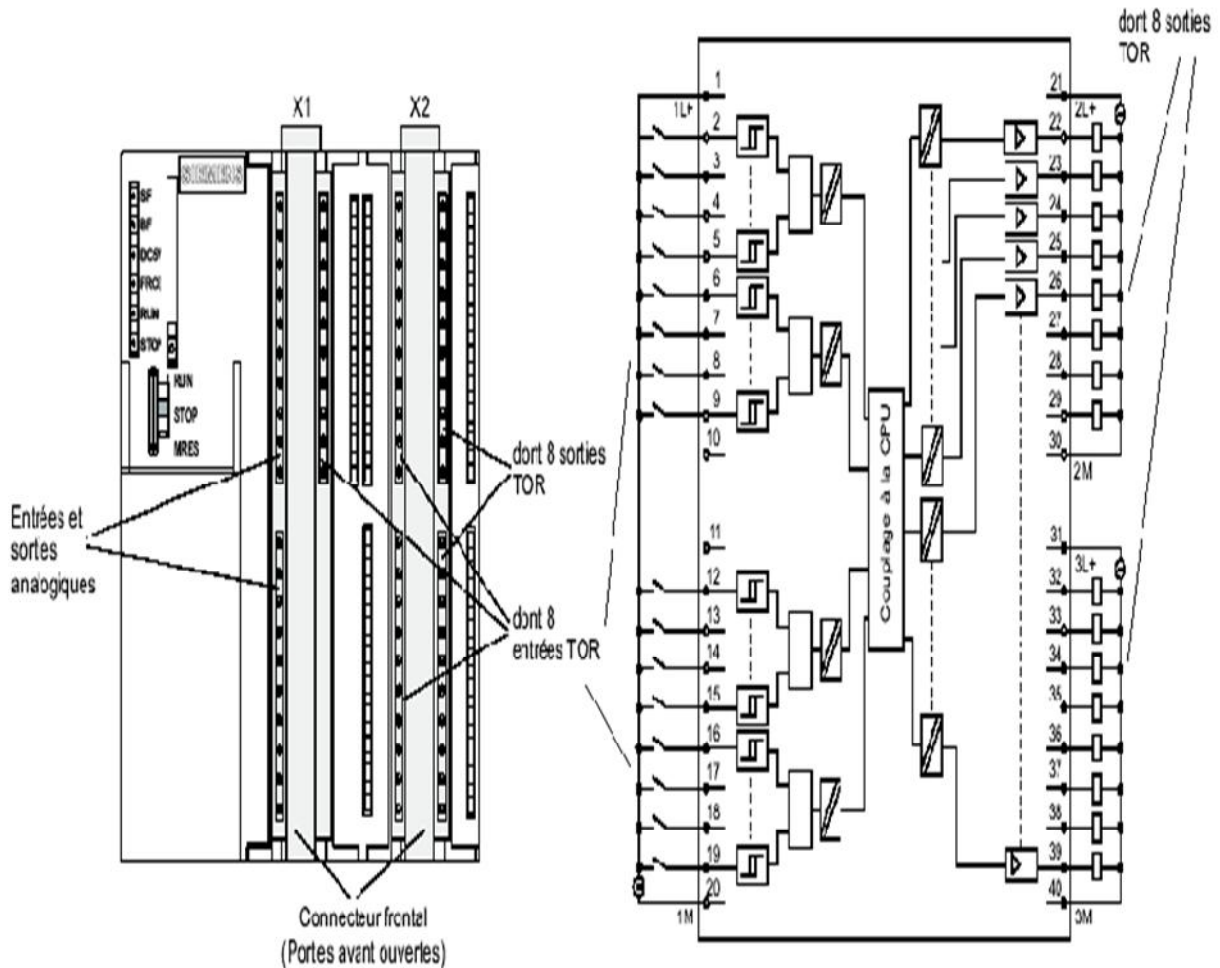 X1
X2
SIEMENS
SF
BF
DC5V
FRCE
RUN
STOP
RUN
STOP
MRES
Entrées et
sortes
analogiques
dort 8 sorties
TOR
dont 8
entrées TOR
Connecteur frontal
(Portes avant ouvertes)
dort 8 sorties
TOR
1
1L+
2
3
4
5
6
7
8
9
10
11
12
13
14
15
16
17
18
19
20
1M
Couplage à la CPU
21
2L+
22
23
24
25
26
27
28
29
30
2M
31
3L+
32
33
34
35
36
37
38
39
40
3M